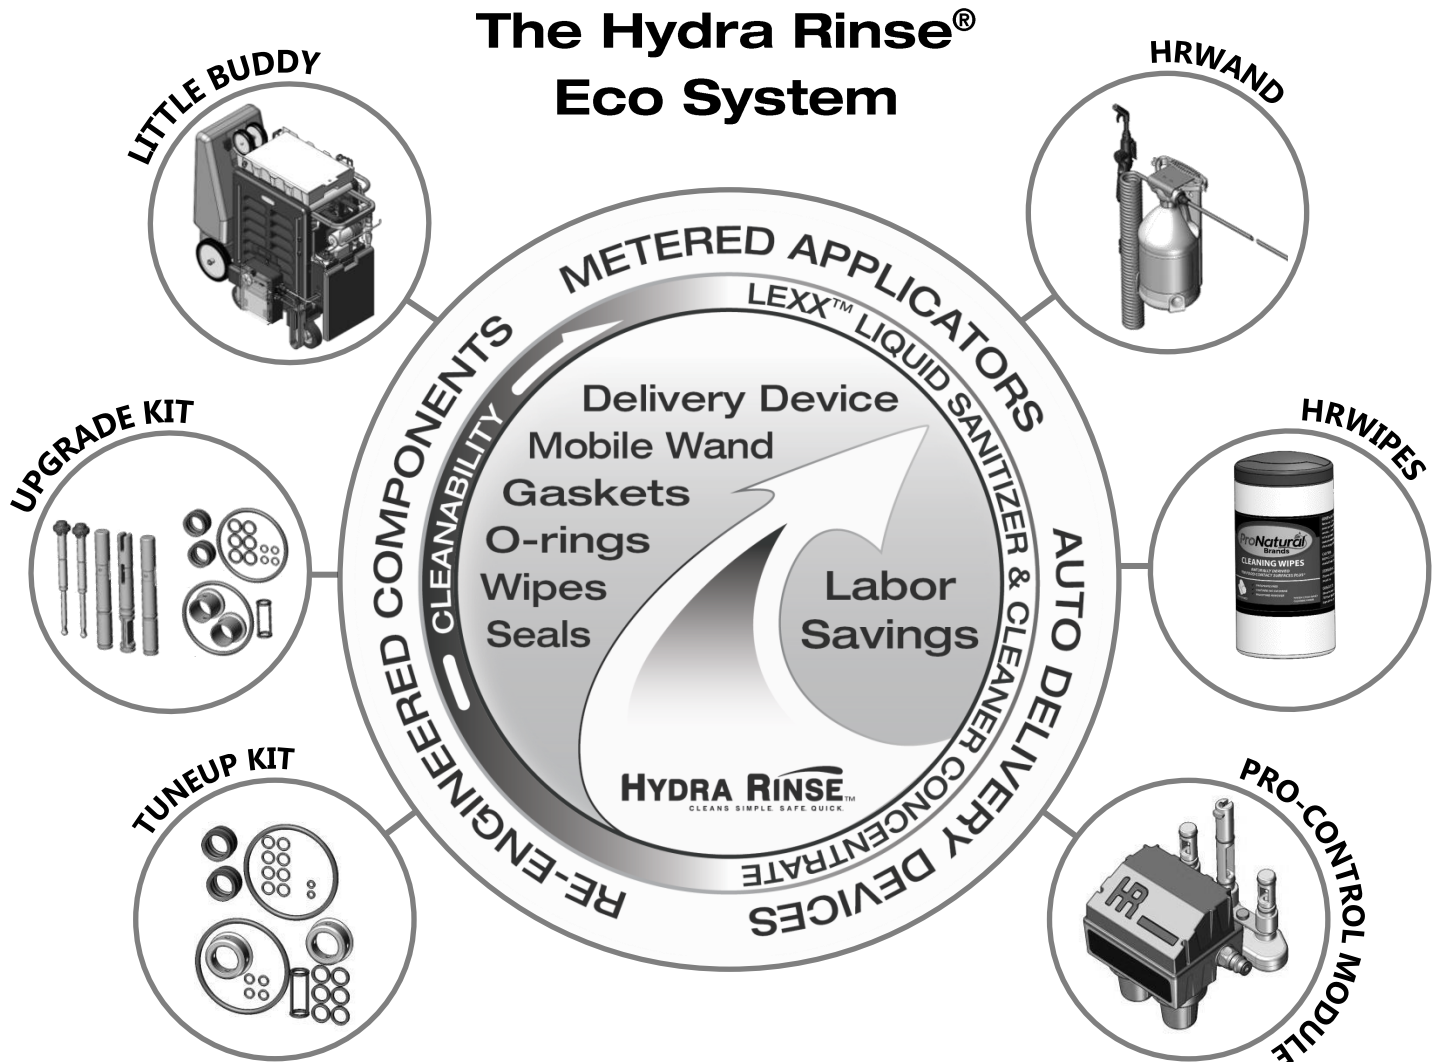 The Hydra Rinse®
Eco System
LITTLE BUDDY
HRWAND
UPGRADE KIT
HRWIPES
TUNEUP KIT
PRO-CONTROL MODULE
METERED APPLICATORS
AUTO DELIVERY DEVICES
RE-ENGINEERED COMPONENTS
LEXX™ LIQUID SANITIZER & CLEANER CONCENTRATE
CLEANABILITY
Delivery Device
Mobile Wand
Gaskets
O-rings
Wipes
Seals
Labor
Savings
HYDRA RINSE™
CLEANS SIMPLE. SAFE. QUICK.
ProNatural
Brands
CLEANING WIPES
HR